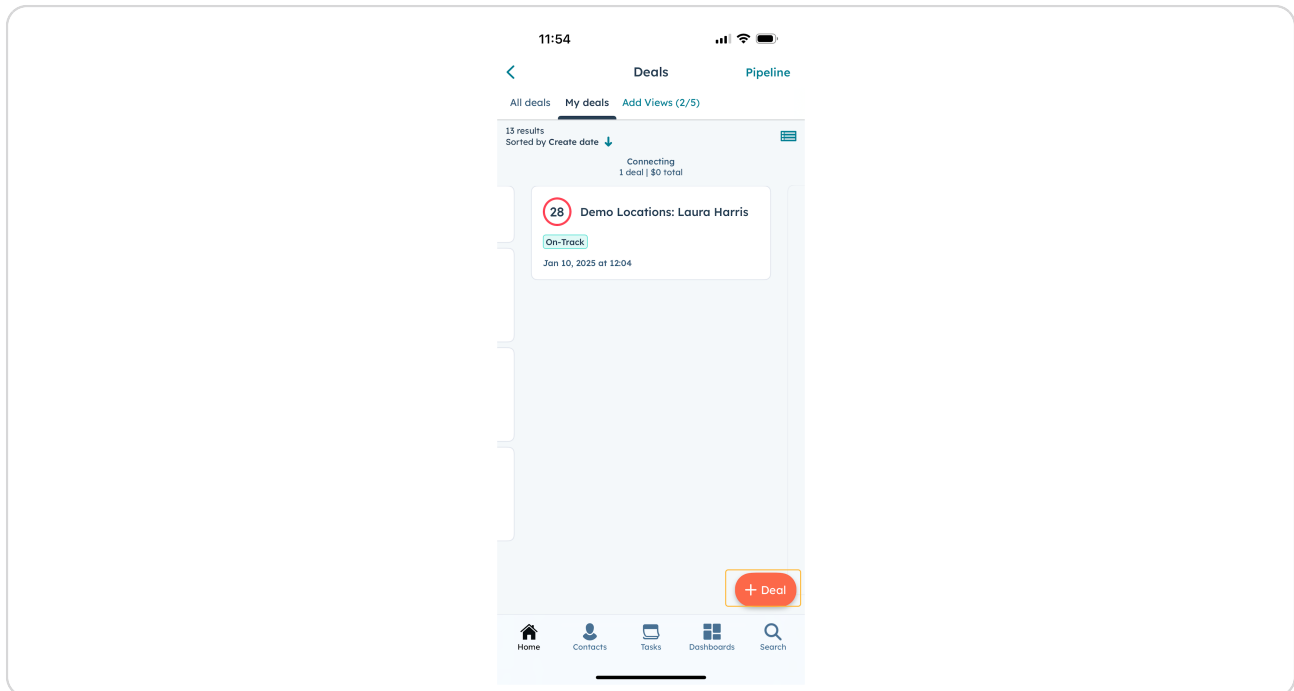 11:54
Deals
Pipeline
All deals
My deals
Add Views (2/5)
13 results
Sorted by Create date
Connecting
1 deal | $0 total
28
Demo Locations: Laura Harris
On-Track
Jan 10, 2025 at 12:04
+ Deal
Home
Contacts
Tasks
Dashboards
Search